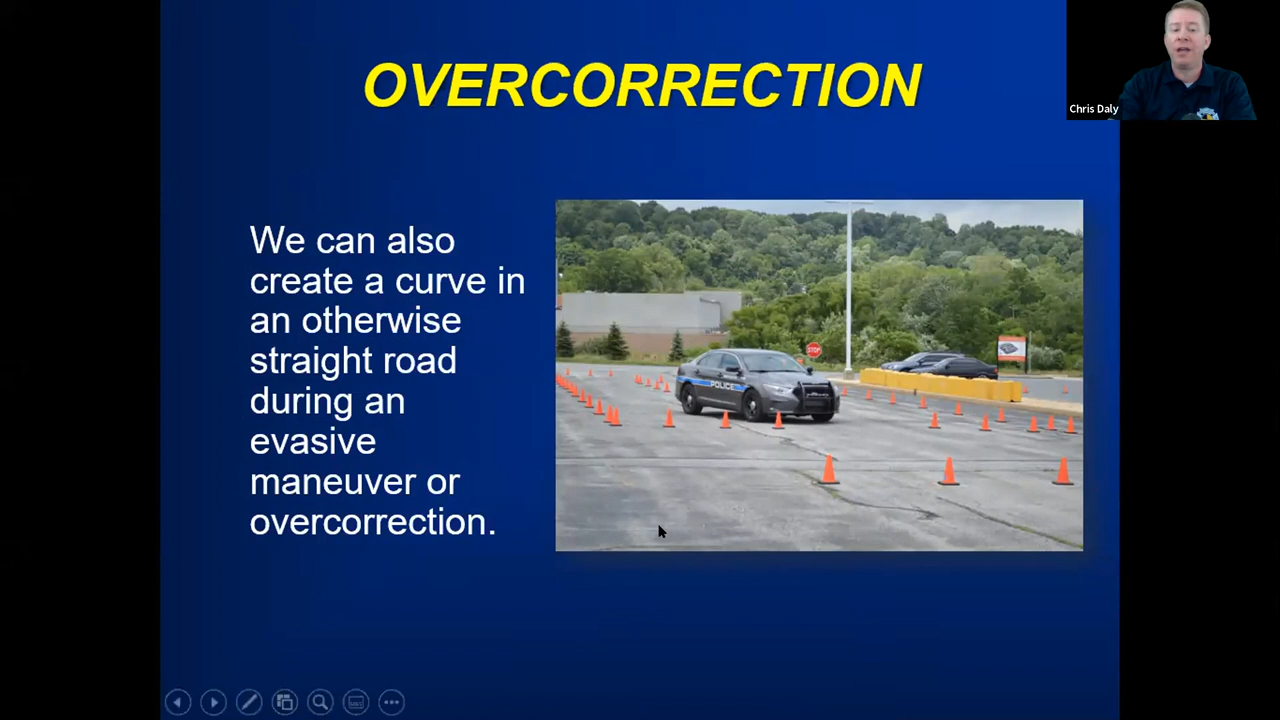 OVERCORRECTION
Chris Daly
We can also
create a curve in
an otherwise
straight road
during an
evasive
maneuver or
overcorrection.
STOP
POLICE